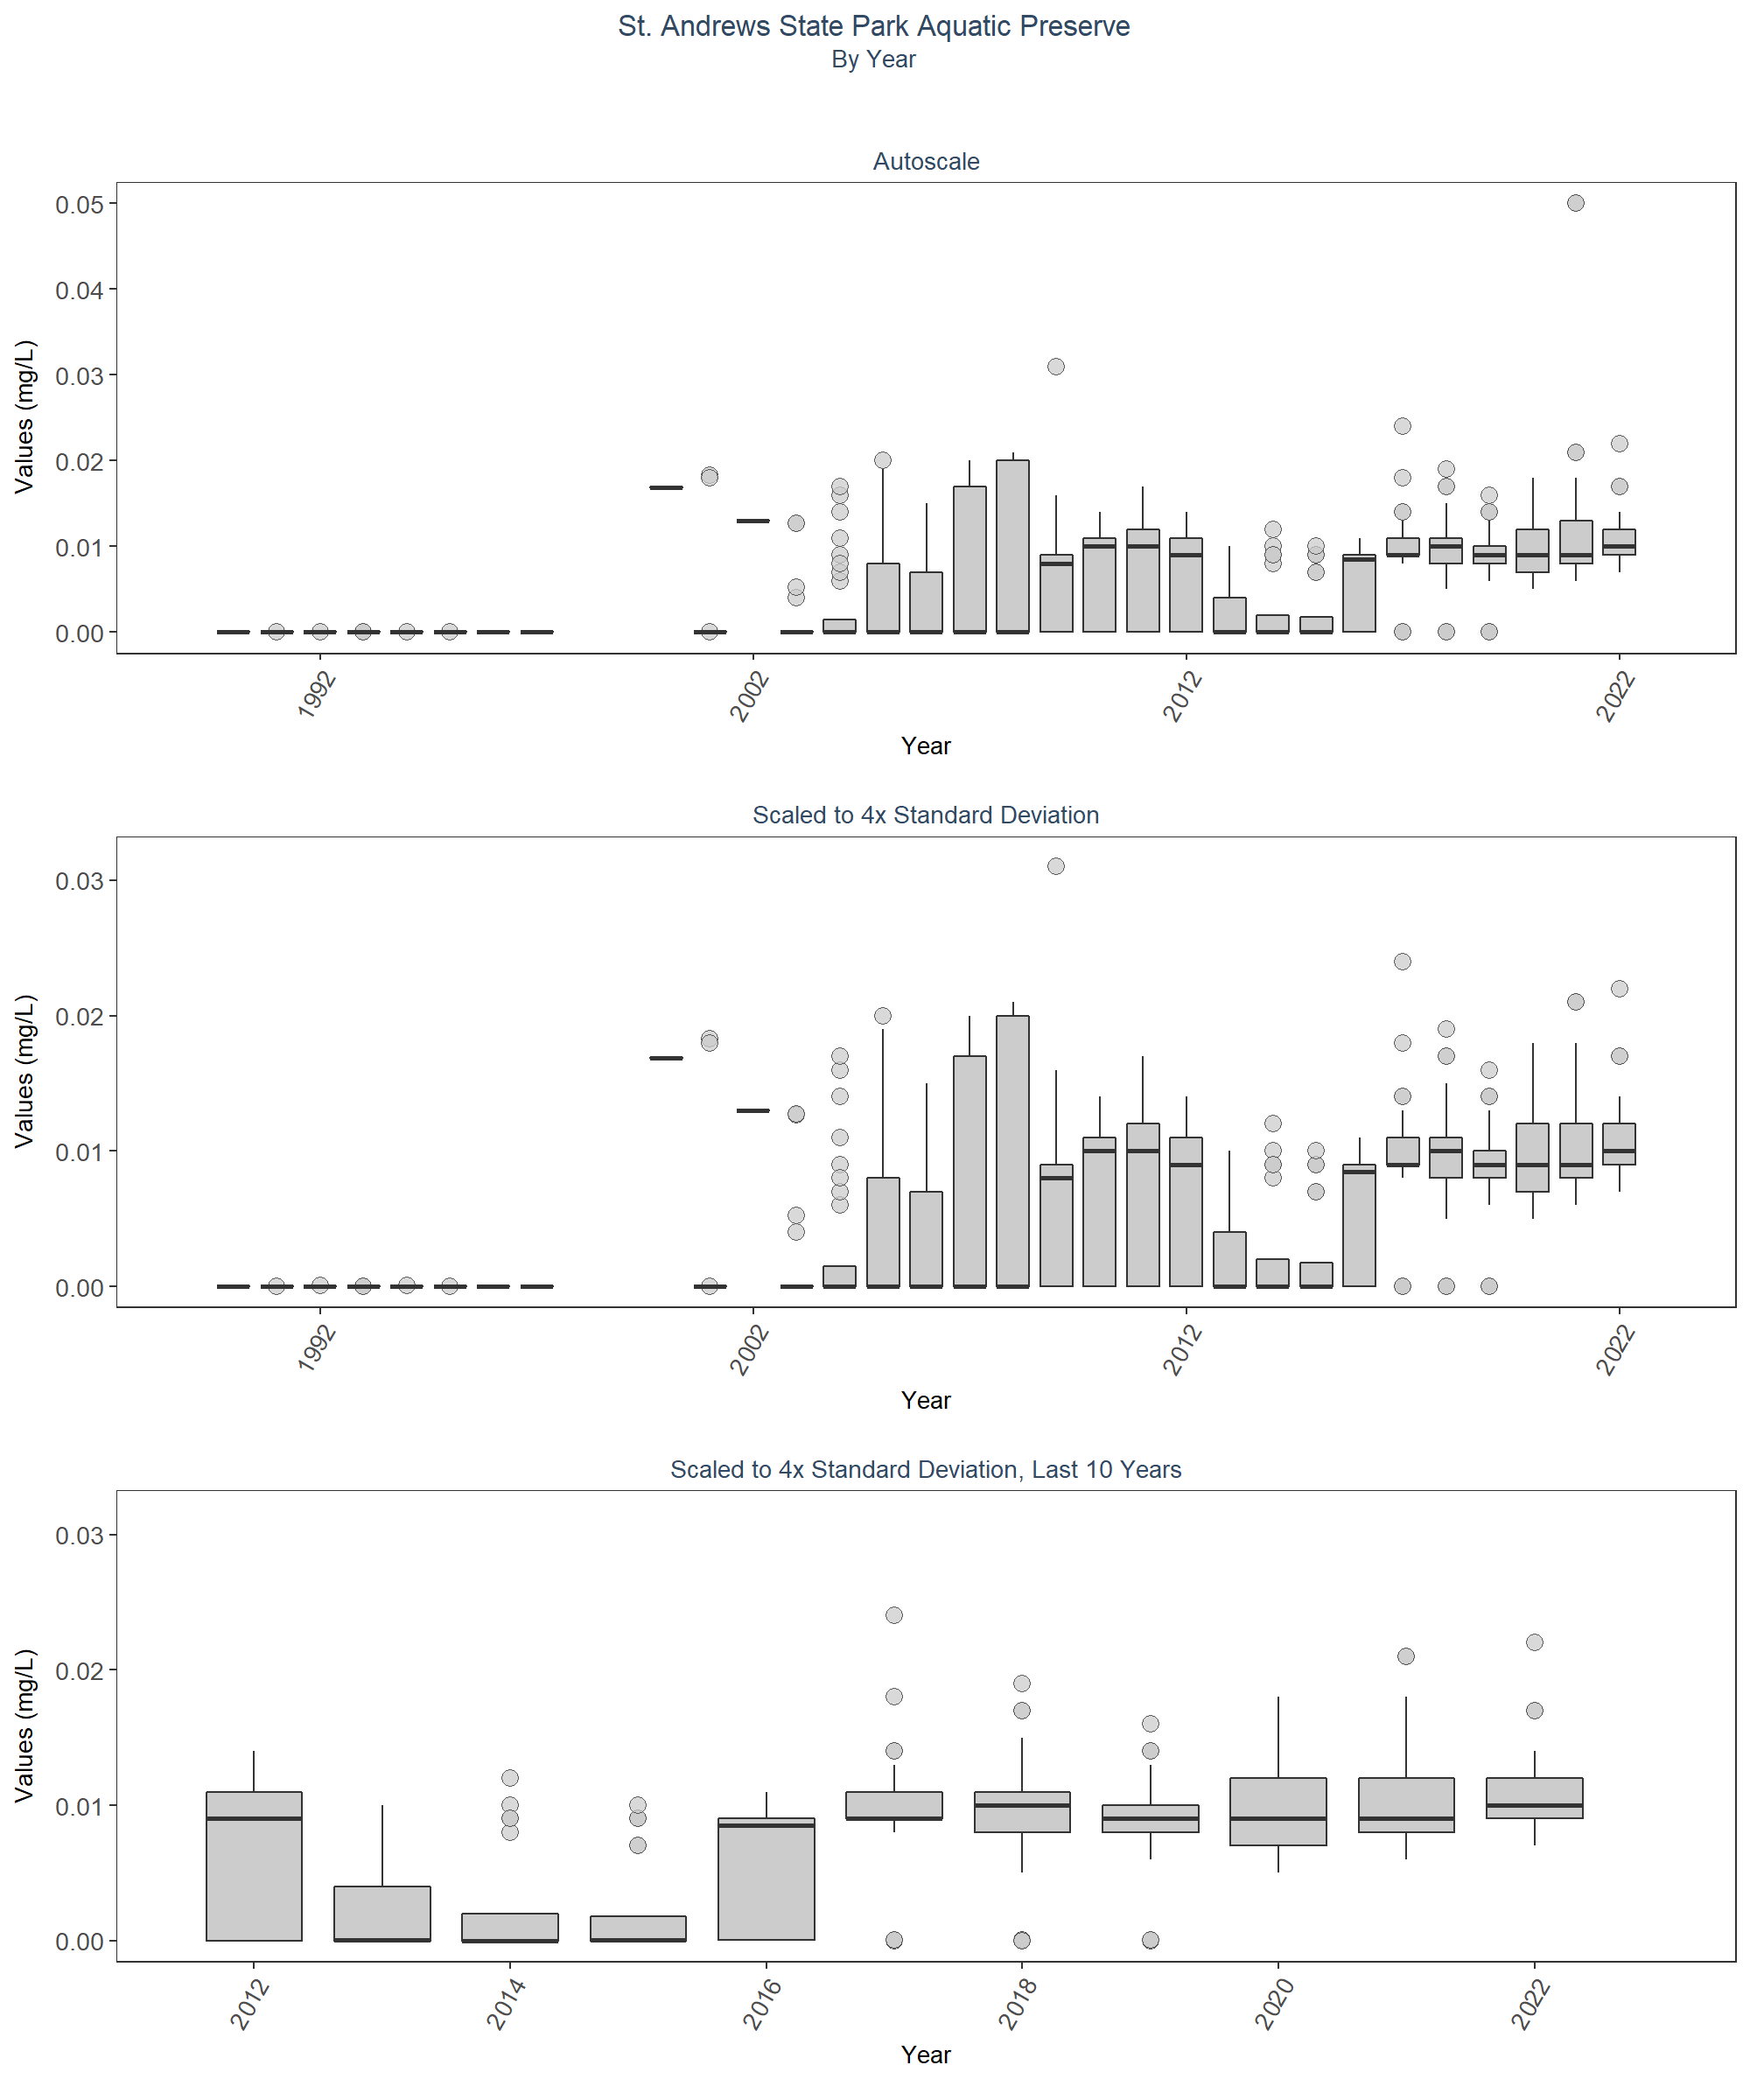 St. Andrews State Park Aquatic Preserve
By Year
Autoscale
Values (mg/L)
0.05
0.04
0.03
0.02
0.01
0.00
1992
2002
2012
2022
Year
Scaled to 4x Standard Deviation
Values (mg/L)
0.03
0.02
0.01
0.00
1992
2002
2012
2022
Year
Scaled to 4x Standard Deviation, Last 10 Years
Values (mg/L)
0.03
0.02
0.01
0.00
2012
2014
2016
2018
2020
2022
Year